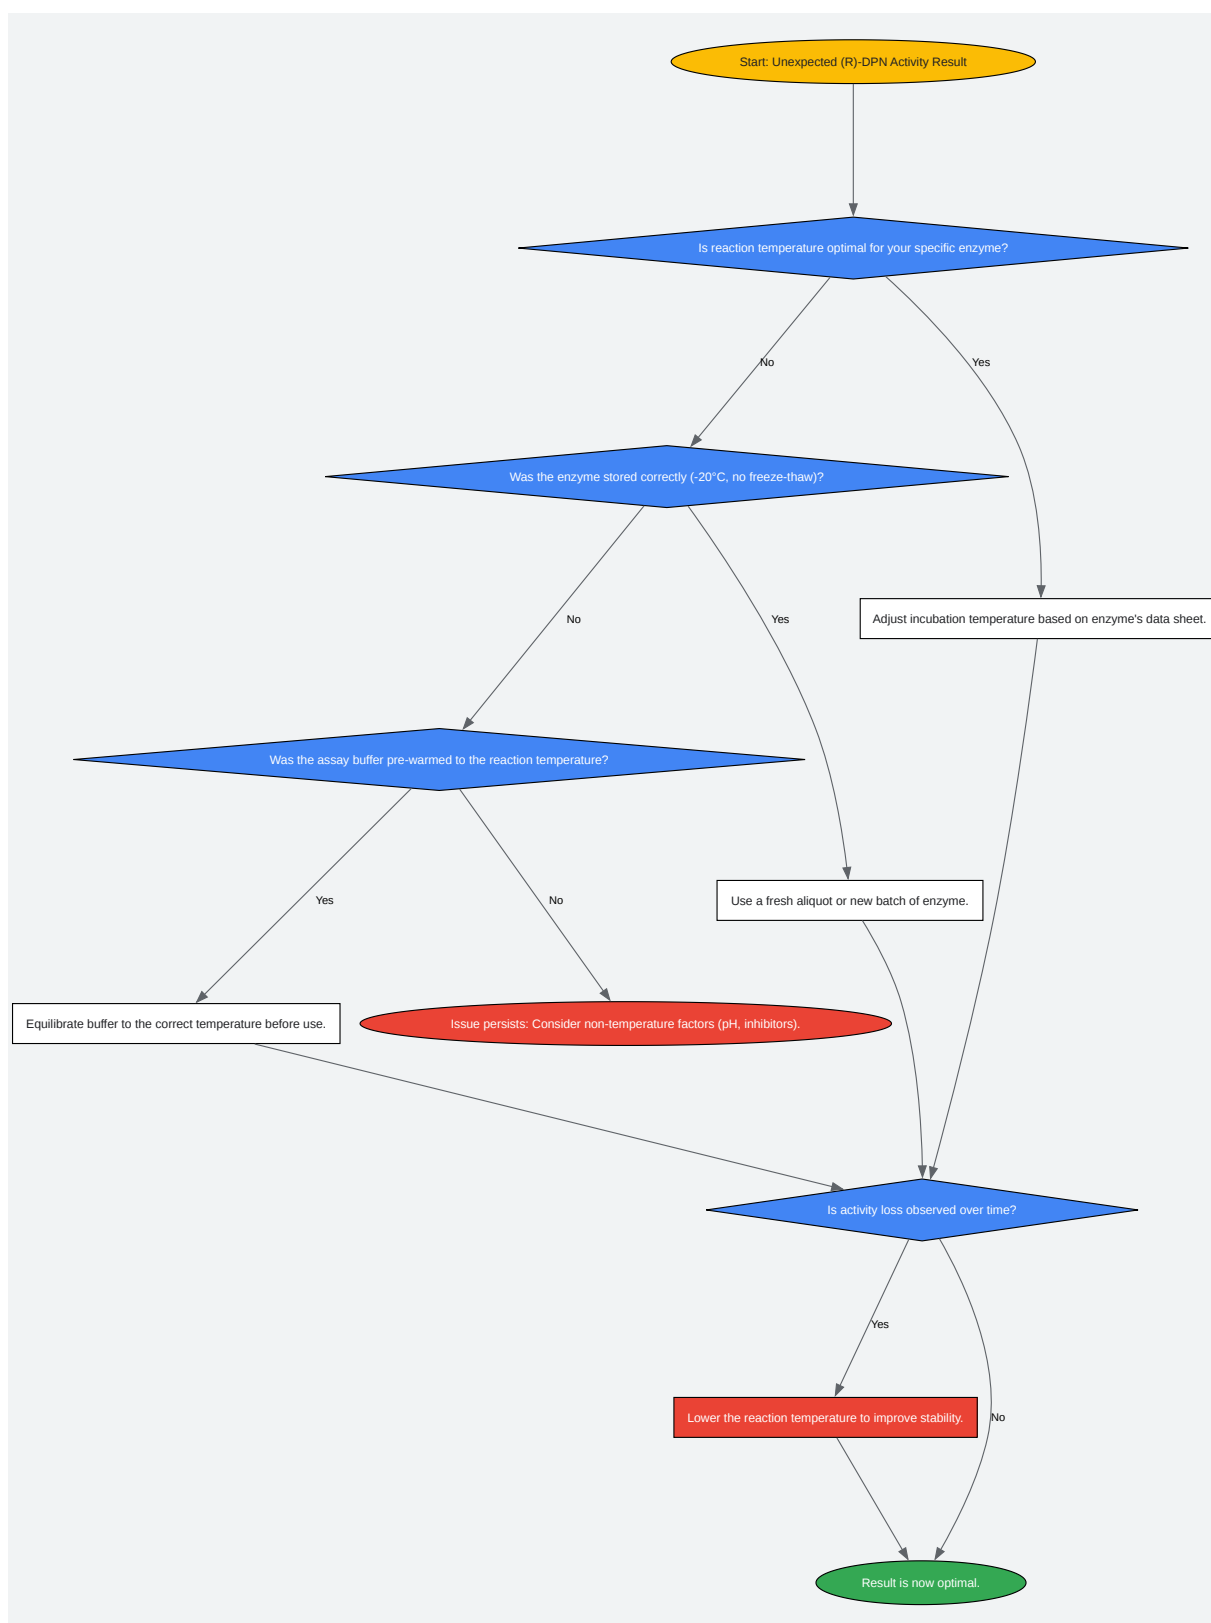 Start: Unexpected (R)-DPN Activity Result
Is reaction temperature optimal for your specific enzyme?
No
Yes
Was the enzyme stored correctly (-20°C, no freeze-thaw)?
No
Yes
Adjust incubation temperature based on enzyme's data sheet.
Was the assay buffer pre-warmed to the reaction temperature?
Yes
No
Use a fresh aliquot or new batch of enzyme.
Equilibrate buffer to the correct temperature before use.
Issue persists: Consider non-temperature factors (pH, inhibitors).
Is activity loss observed over time?
Yes
Lower the reaction temperature to improve stability.
No
Result is now optimal.